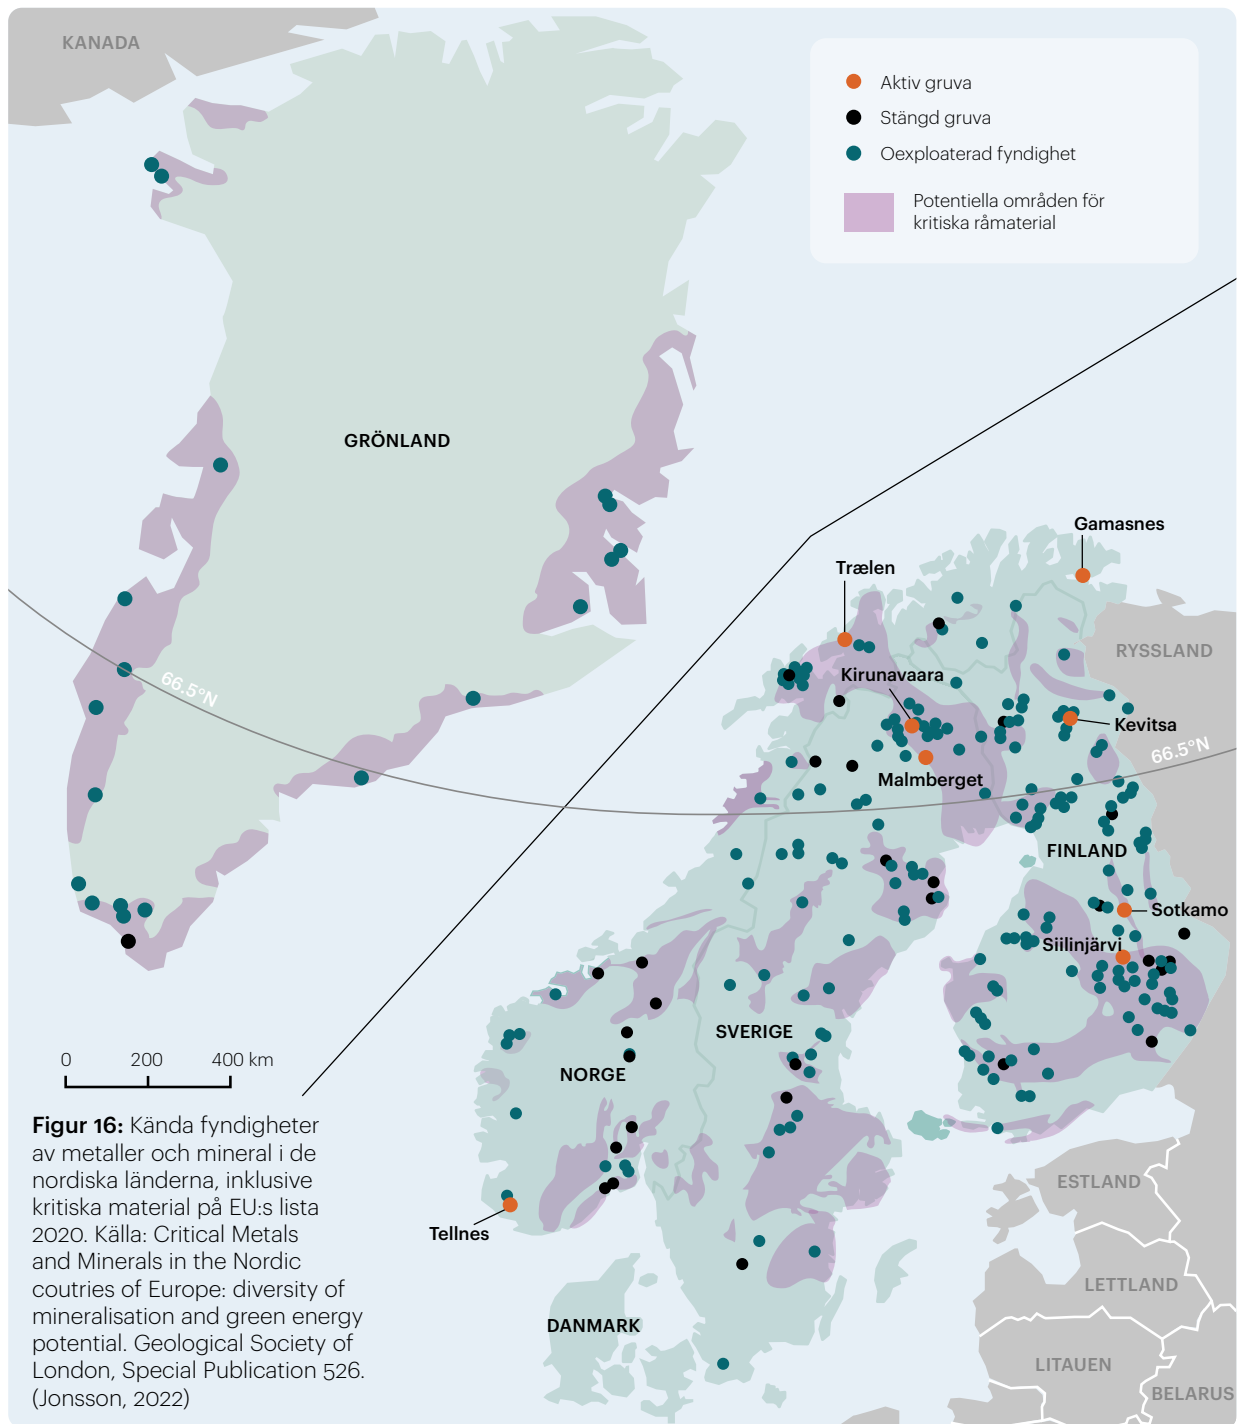 KANADA
Aktiv gruva
Stängd gruva
Oexploaterad fyndighet
Potentiella områden för
kritiska råmaterial
GRÖNLAND
Gamasnes
Trælen
RYSSLAND
Kirunavaara
66.5°N
Kevitsa
66.5°N
Malmberget
FINLAND
Sotkamo
Siilinjärvi
SVERIGE
0 200 400 km
NORGE
Figur 16: Kända fyndigheter
av metaller och mineral i de
nordiska länderna, inklusive
kritiska material på EU:s lista
2020. Källa: Critical Metals
and Minerals in the Nordic
coutries of Europe: diversity of
mineralisation and green energy
potential. Geological Society of
London, Special Publication 526.
(Jonsson, 2022)
ESTLAND
Tellnes
LETTLAND
DANMARK
LITAUEN
BELARUS